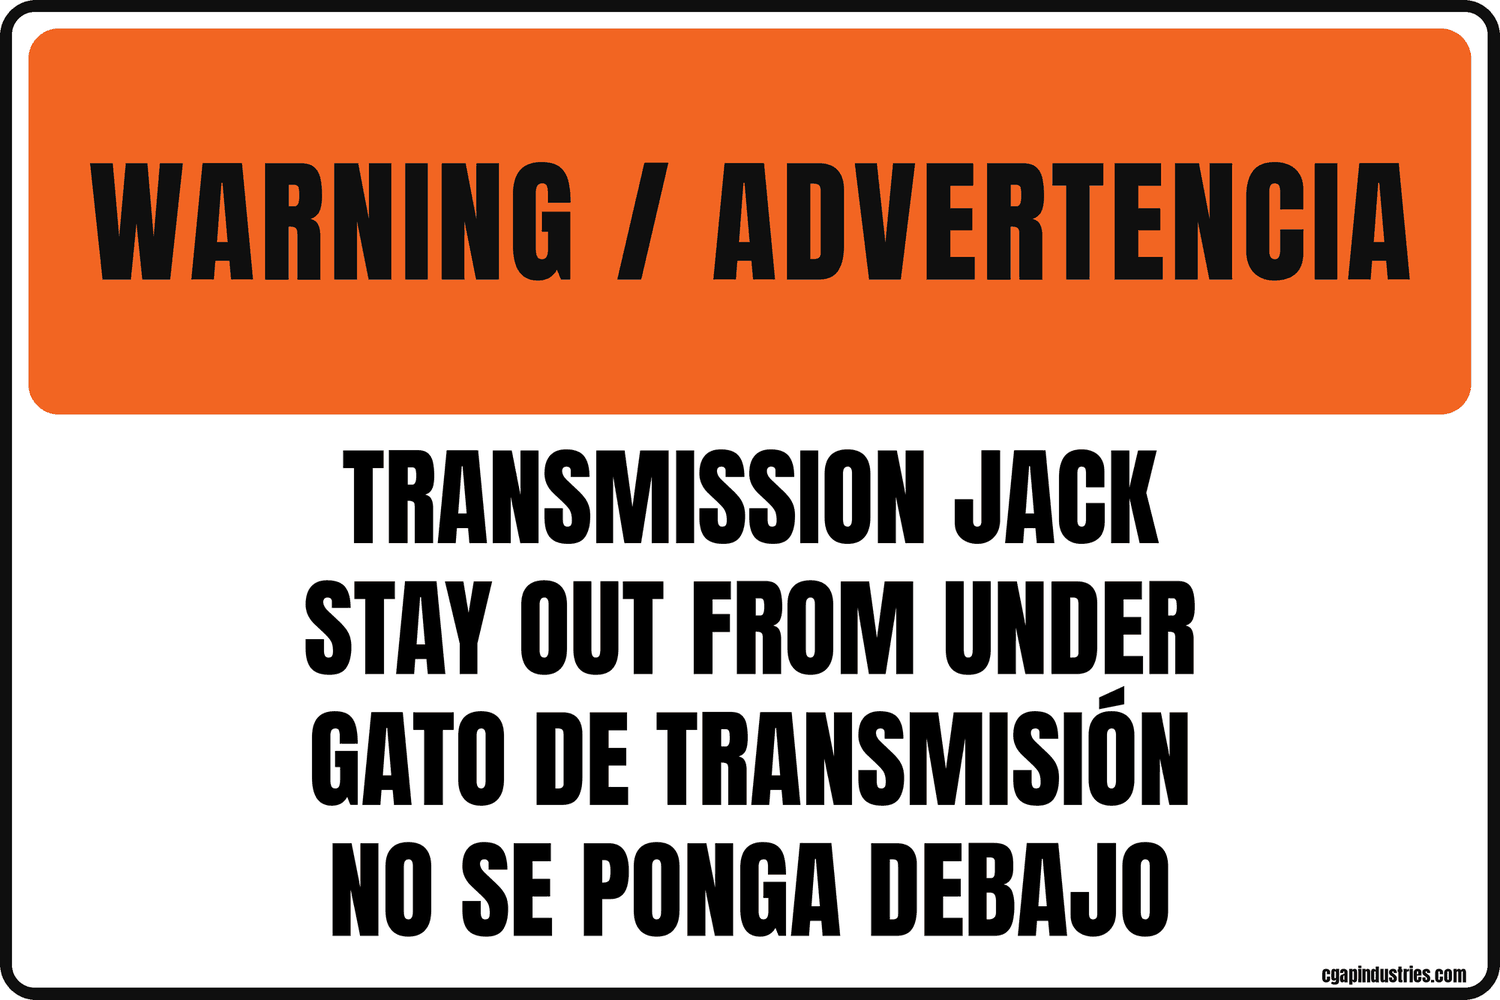 WARNING / ADVERTENCIA
TRANSMISSION JACK
STAY OUT FROM UNDER
GATO DE TRANSMISIÓN
NO SE PONGA DEBAJO
cgapindustries.com